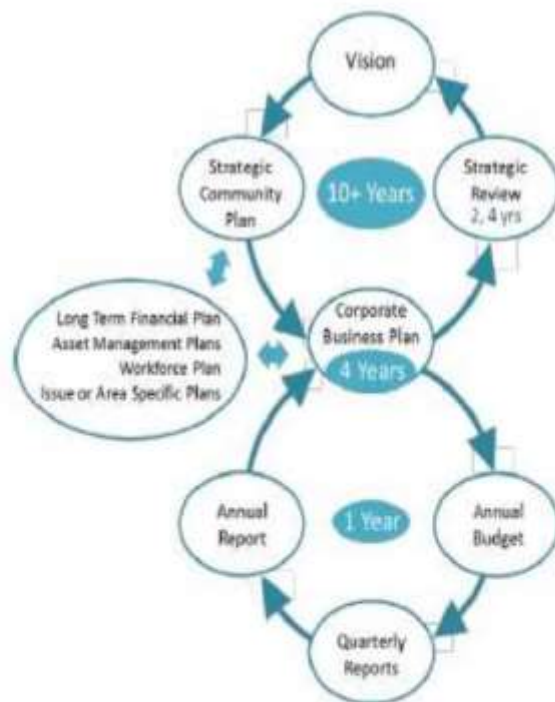 Vision
Strategic
Community
Plan
10+ Years
Strategic
Review
2, 4 yrs
Long Term Financial Plan
Asset Management Plans
Workforce Plan
Issue or Area Specific Plans
Corporate
Business Plan
4 Years
Annual
Report
1 Year
Annual
Budget
Quarterly
Reports